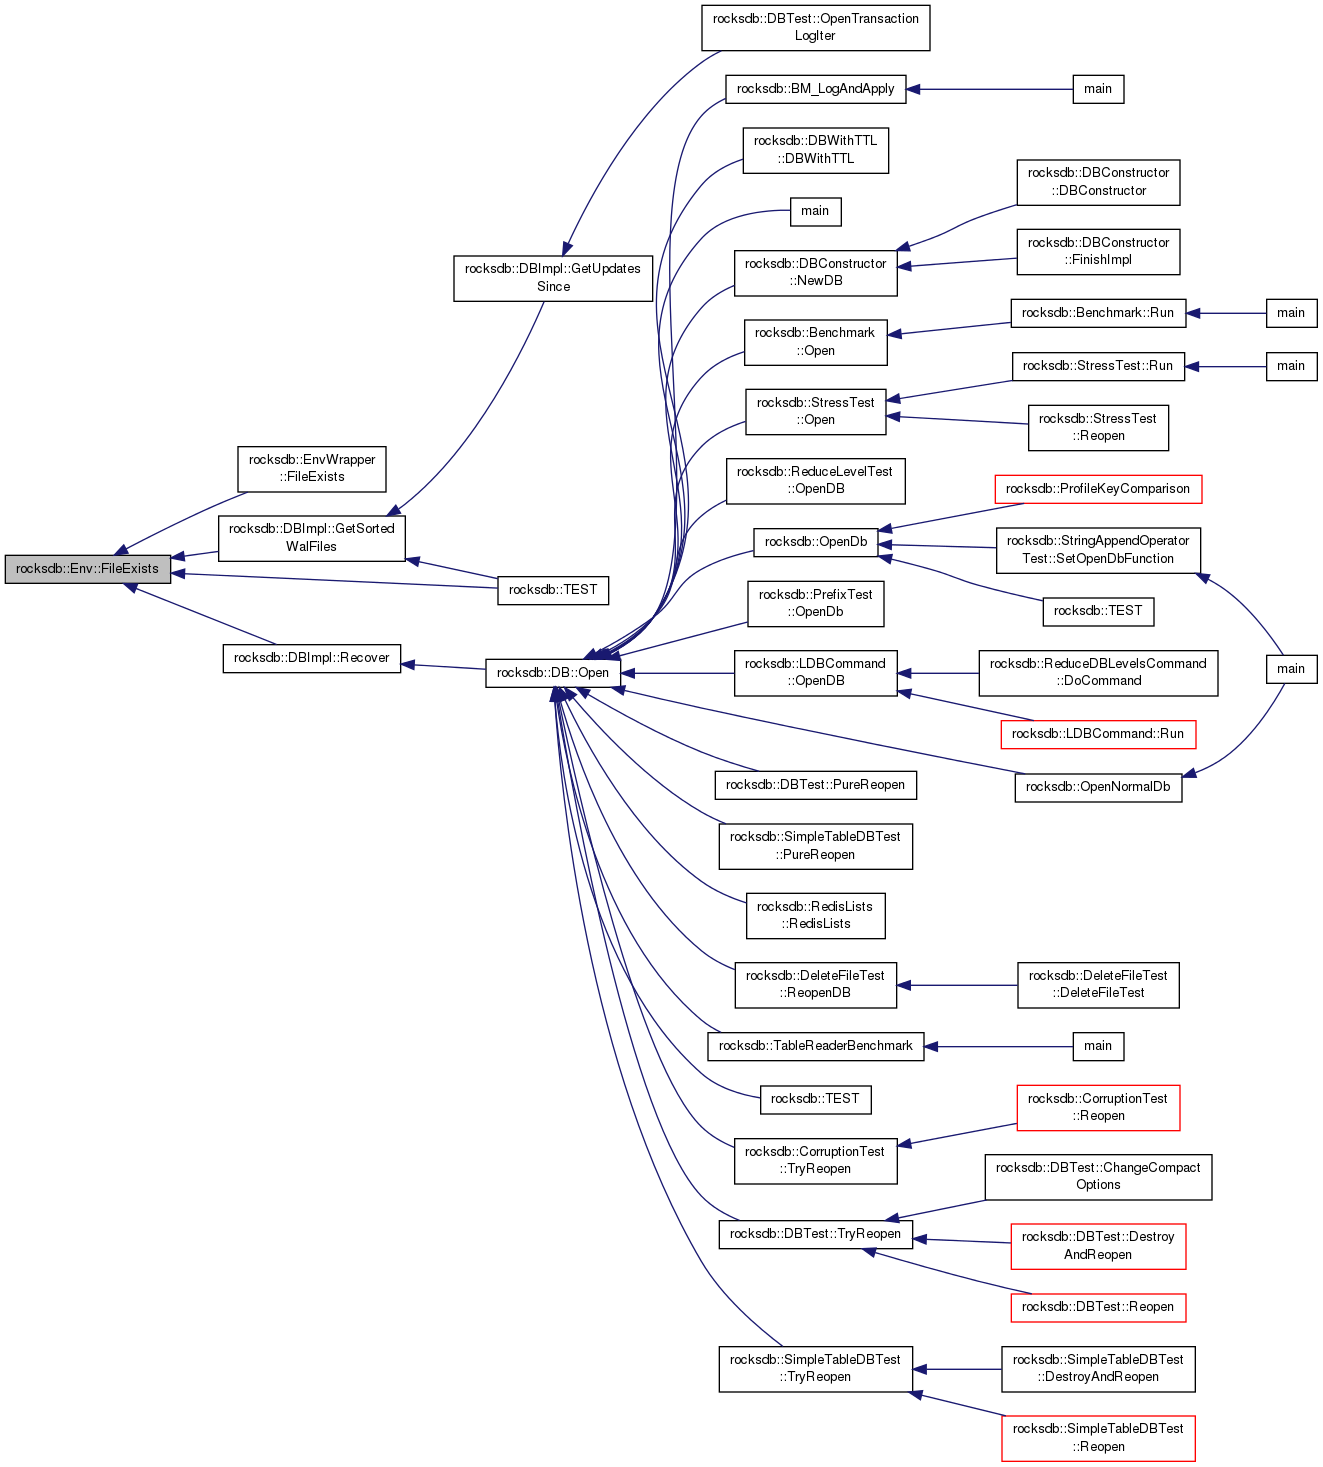 rocksdb::DBTest::OpenTransaction
LogIter
rocksdb::BM_LogAndApply
main
rocksdb::DBWithTTL
::DBWithTTL
rocksdb::DBConstructor
::DBConstructor
main
rocksdb::DBConstructor
::FinishImpl
rocksdb::DBImpl::GetUpdates
Since
rocksdb::DBConstructor
::NewDB
rocksdb::Benchmark::Run
main
rocksdb::Benchmark
::Open
rocksdb::StressTest::Run
main
rocksdb::StressTest
::Open
rocksdb::StressTest
::Reopen
rocksdb::EnvWrapper
::FileExists
rocksdb::ReduceLevelTest
::OpenDB
rocksdb::ProfileKeyComparison
rocksdb::DBImpl::GetSorted
WalFiles
rocksdb::OpenDb
rocksdb::StringAppendOperator
Test::SetOpenDbFunction
rocksdb::Env::FileExists
rocksdb::TEST
rocksdb::PrefixTest
::OpenDb
rocksdb::TEST
rocksdb::DBImpl::Recover
rocksdb::DB::Open
rocksdb::LDBCommand
::OpenDB
rocksdb::ReduceDBLevelsCommand
::DoCommand
main
rocksdb::LDBCommand::Run
rocksdb::DBTest::PureReopen
rocksdb::OpenNormalDb
rocksdb::SimpleTableDBTest
::PureReopen
rocksdb::RedisLists
::RedisLists
rocksdb::DeleteFileTest
::ReopenDB
rocksdb::DeleteFileTest
::DeleteFileTest
rocksdb::TableReaderBenchmark
main
rocksdb::TEST
rocksdb::CorruptionTest
::Reopen
rocksdb::CorruptionTest
::TryReopen
rocksdb::DBTest::ChangeCompact
Options
rocksdb::DBTest::TryReopen
rocksdb::DBTest::Destroy
AndReopen
rocksdb::DBTest::Reopen
rocksdb::SimpleTableDBTest
::TryReopen
rocksdb::SimpleTableDBTest
::DestroyAndReopen
rocksdb::SimpleTableDBTest
::Reopen